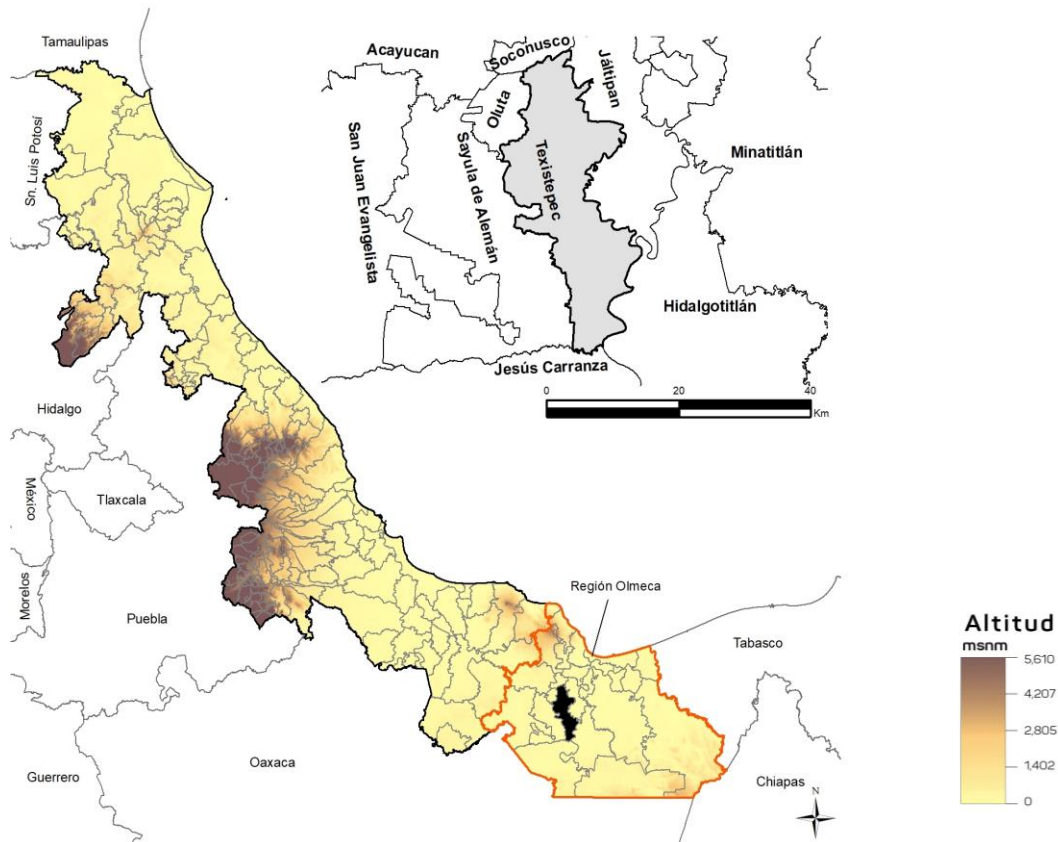 Tamaulipas
Sn. Luis Potosí
Hidalgo
México
Tlaxcala
Morelos
Puebla
Guerrero
Oaxaca
Región Olmeca
Tabasco
Chiapas
Acayucan
Soconusco
Jáltipan
Oluta
San Juan Evangelista
Sayula de Alemán
Texistepec
Minatitlán
Hidalgotitlán
Jesús Carranza
0 20 40
Km
Altitud
msnm
5,610
4,207
2,805
1402
0
N